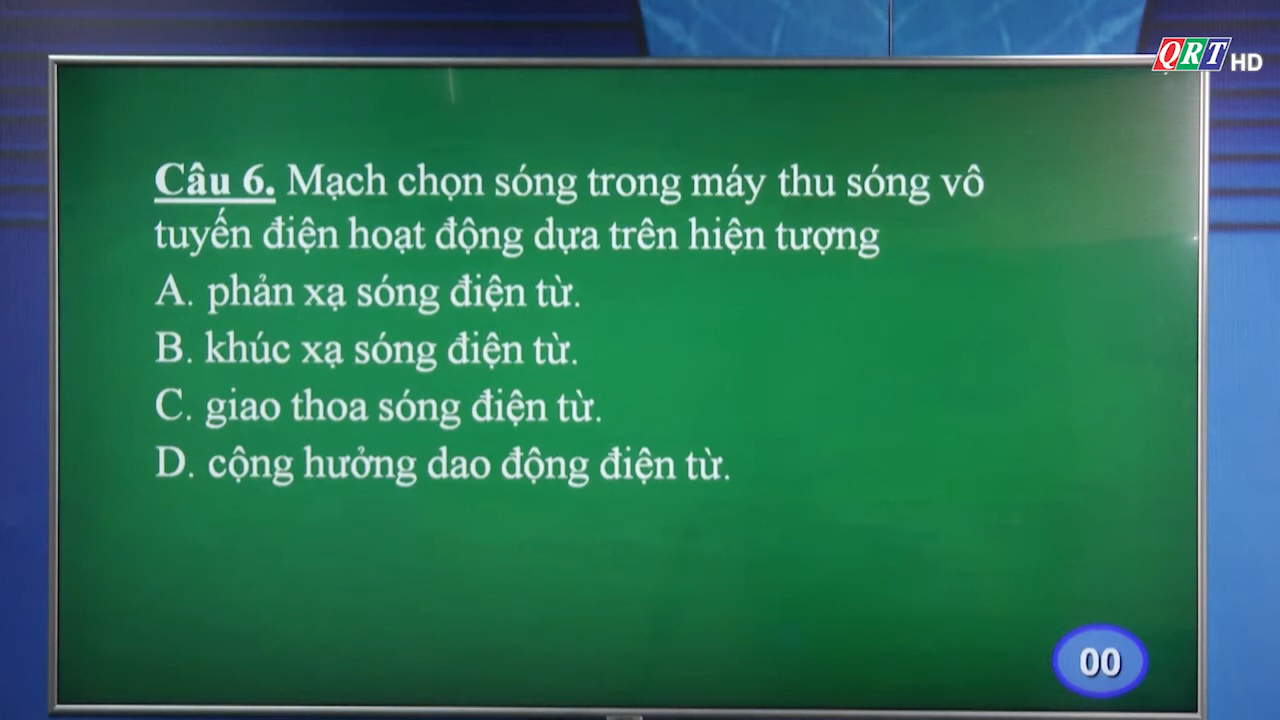 QRT HD
Câu 6. Mạch chọn sóng trong máy thu sóng vô
tuyến điện hoạt động dựa trên hiện tượng
A. phản xạ sóng điện từ.
B. khúc xạ sóng điện từ.
C. giao thoa sóng điện từ.
D. cộng hưởng dao động điện từ.
00